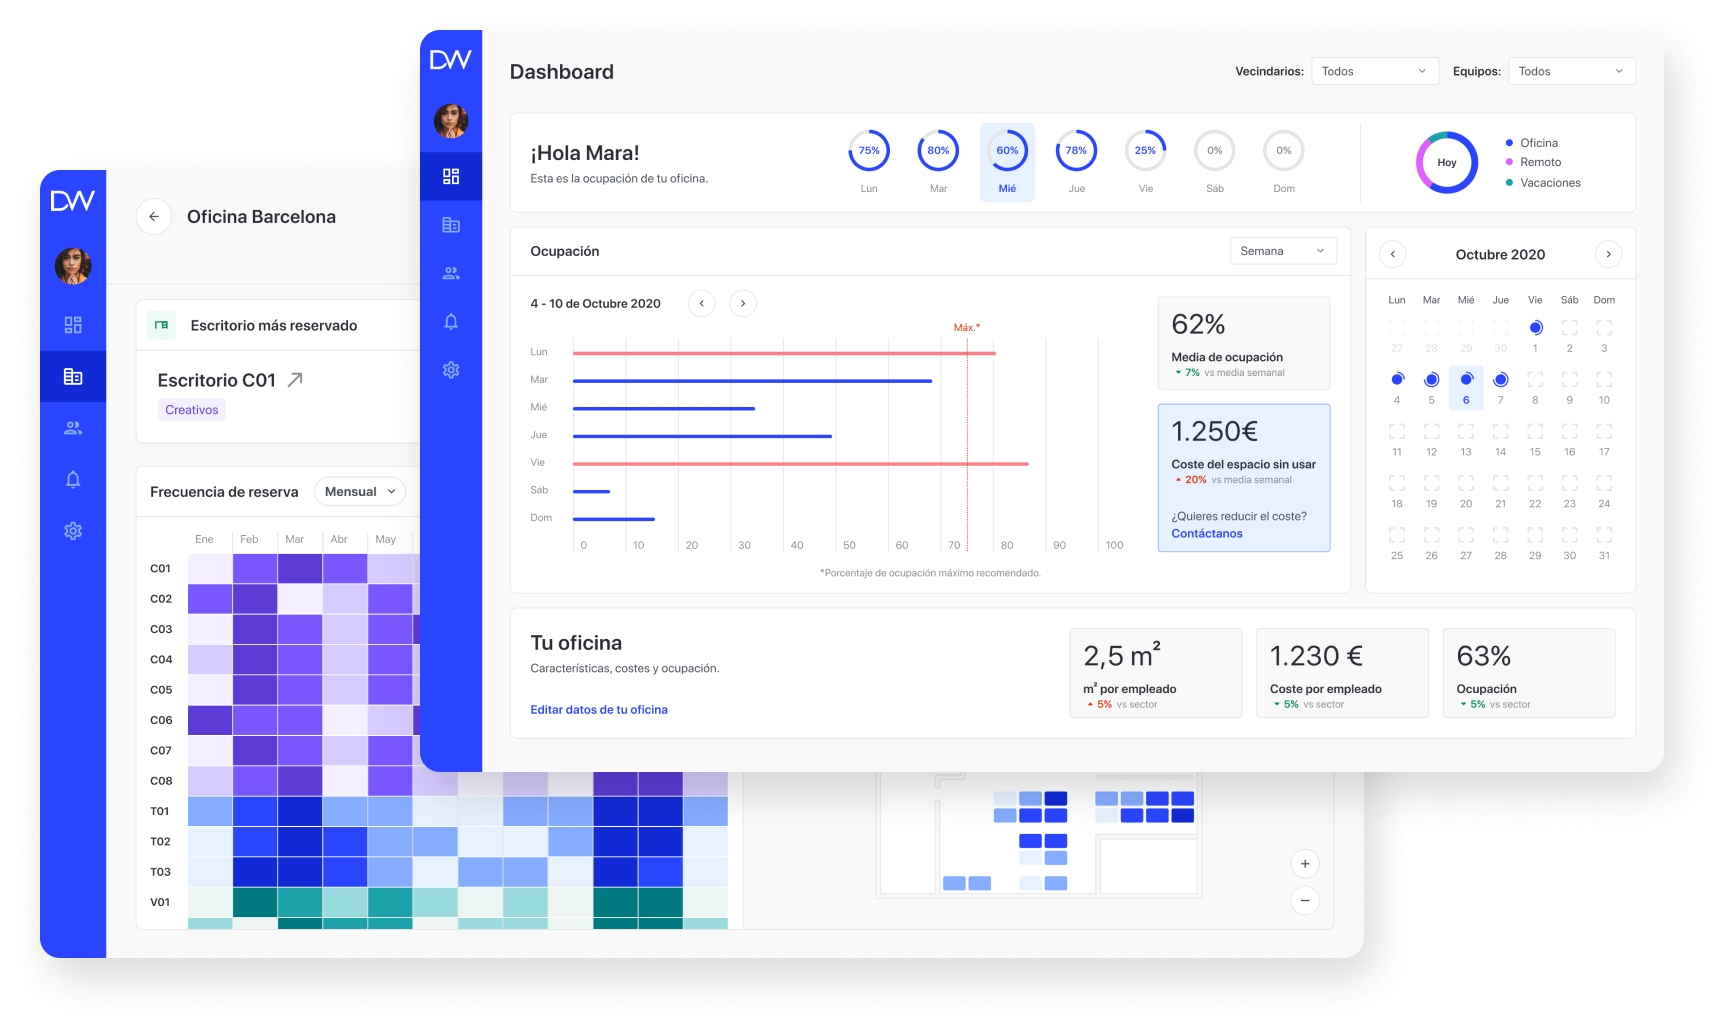 DW
Dashboard
Vecindarios: Todos
Equipos: Todos
¡Hola Mara!
Esta es la ocupación de tu oficina.
75% 80% 60% 78% 25% 0% 0%
Lun Mar Mié Jue Vie Sáb Dom
Hoy
Oficina
Remoto
Vacaciones
Ocupación
Semana
4 - 10 de Octubre 2020
Máx.*
Lun
Mar
Mié
Jue
Vie
Sáb
Dom
0 10 20 30 40 50 60 70 80 90 100
*Porcentaje de ocupación máximo recomendado.
62%
Media de ocupación
7% vs media semanal
1.250€
Coste del espacio sin usar
20% vs media semanal
¿Quieres reducir el coste?
Contáctanos
Octubre 2020
Lun Mar Mié Jue Vie Sáb Dom
27 28 29 30 1 2 3
4 5 6 7 8 9 10
11 12 13 14 15 16 17
18 19 20 21 22 23 24
25 26 27 28 29 30 31
Tu oficina
Características, costes y ocupación.
Editar datos de tu oficina
2,5 m²
m² por empleado
5% vs sector
1.230 €
Coste por empleado
5% vs sector
63%
Ocupación
5% vs sector
DW
Oficina Barcelona
Escritorio más reservado
Escritorio C01
Creativos
Frecuencia de reserva
Mensual
Ene Feb Mar Abr May
C01
C02
C03
C04
C05
C06
C07
C08
T01
T02
T03
V01